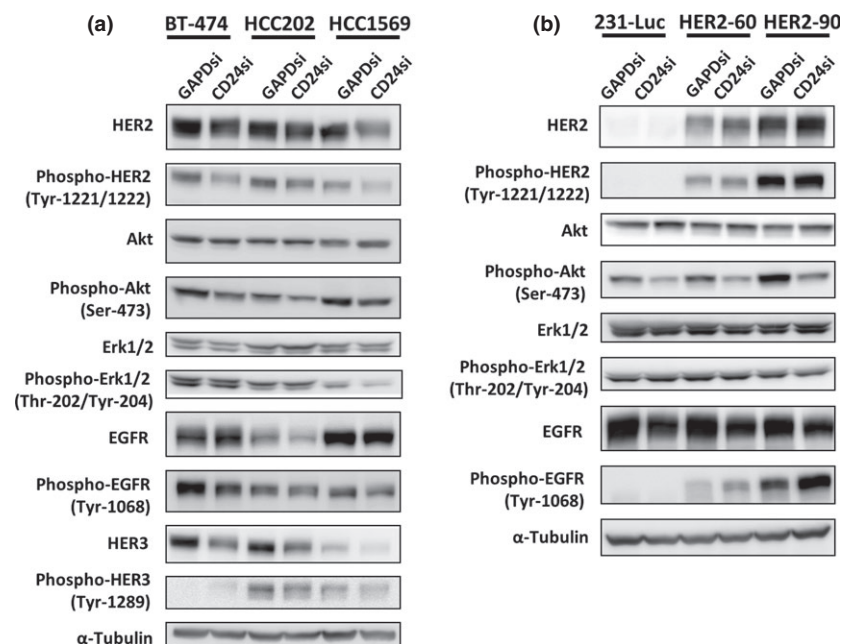 (a)
BT-474 HCC202 HCC1569
GAPDsi CD24si GAPDsi CD24si GAPDsi CD24si
HER2
Phospho-HER2
(Tyr-1221/1222)
Akt
Phospho-Akt
(Ser-473)
Erk1/2
Phospho-Erk1/2
(Thr-202/Tyr-204)
EGFR
Phospho-EGFR
(Tyr-1068)
HER3
Phospho-HER3
(Tyr-1289)
α-Tubulin
(b)
231-Luc HER2-60 HER2-90
GAPDsi CD24si GAPDsi CD24si GAPDsi CD24si
HER2
Phospho-HER2
(Tyr-1221/1222)
Akt
Phospho-Akt
(Ser-473)
Erk1/2
Phospho-Erk1/2
(Thr-202/Tyr-204)
EGFR
Phospho-EGFR
(Tyr-1068)
α-Tubulin